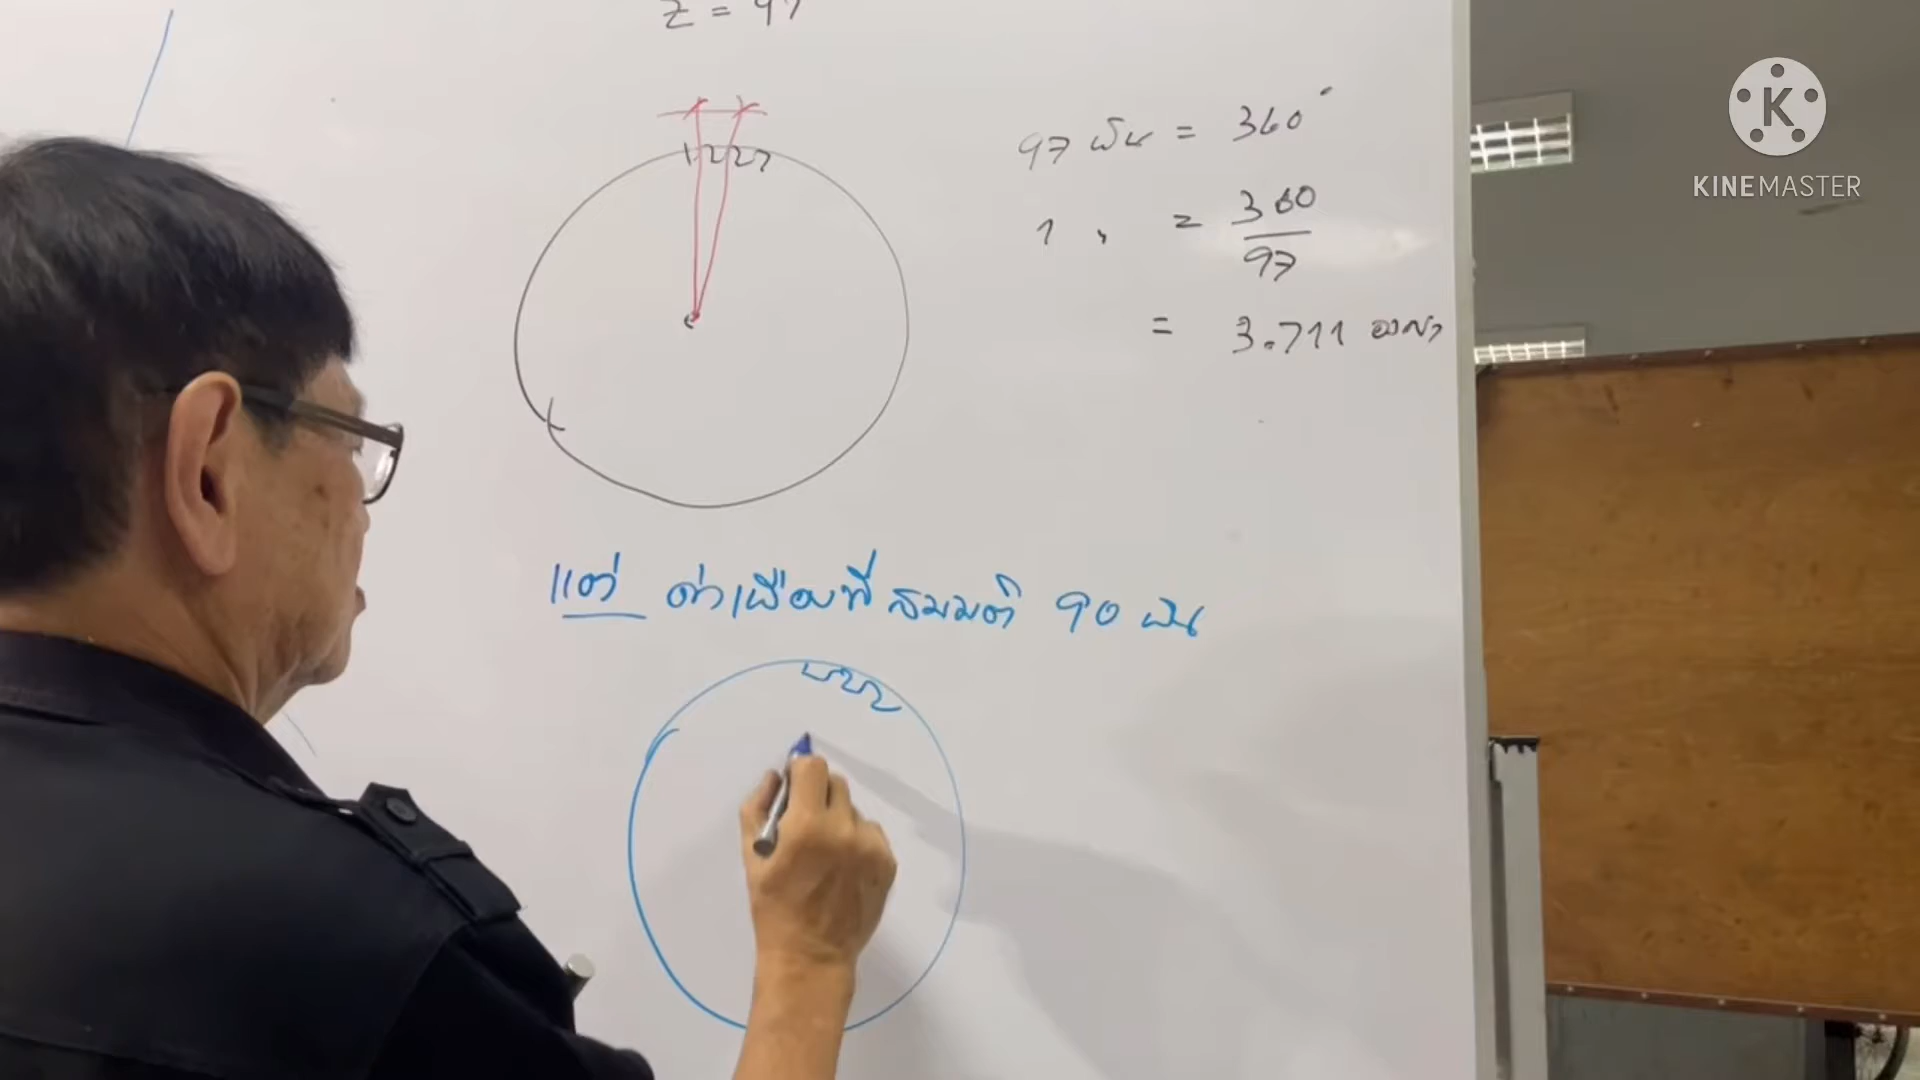 Z = 97
97 ฟัน = 360°
1 " = 360
97
= 3.711 องศา
แต่ ค่าเฟืองที่สมมติ 90 ฟัน
KINEMASTER